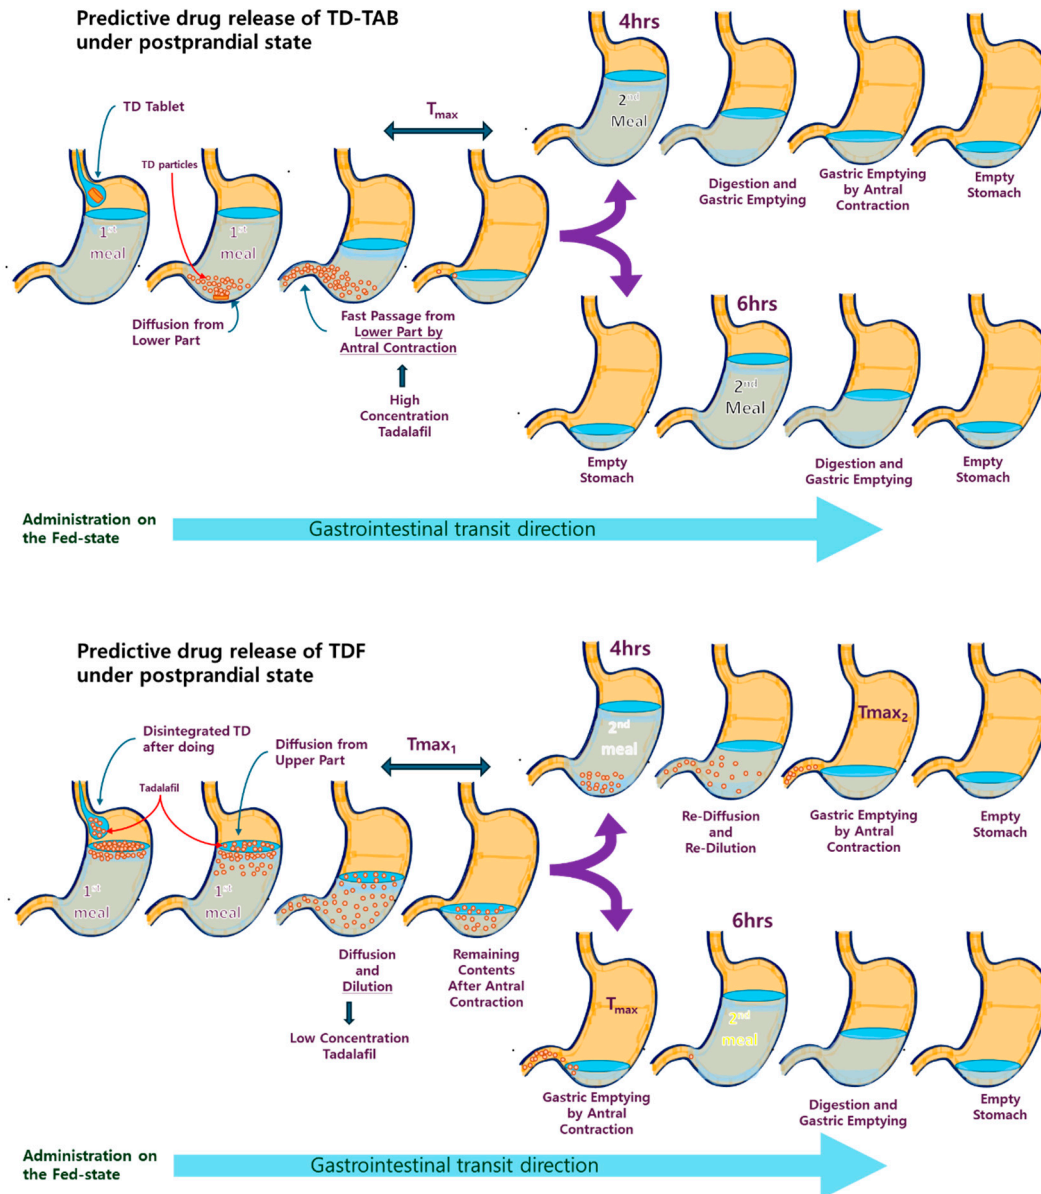 Predictive drug release of TD-TAB
under postprandial state
TD Tablet
TD particles
1st
meal
1st
meal
Diffusion from
Lower Part
Fast Passage from
Lower Part by
Antral Contraction
High
Concentration
Tadalafil
Tmax
4hrs
2nd
Meal
Digestion and
Gastric Emptying
Gastric Emptying
by Antral
Contraction
Empty
Stomach
6hrs
Empty
Stomach
2nd
Meal
Digestion and
Gastric Emptying
Empty
Stomach
Administration on
the Fed-state
Gastrointestinal transit direction
Predictive drug release of TDF
under postprandial state
Disintegrated TD
after doing
Tadalafil
Diffusion from
Upper Part
1st
meal
1st
meal
Diffusion
and
Dilution
Low Concentration
Tadalafil
Remaining
Contents
After Antral
Contraction
Tmax1
4hrs
2nd
meal
Re-Diffusion
and
Re-Dilution
Tmax2
Gastric Emptying
by Antral
Contraction
Empty
Stomach
6hrs
Tmax
Gastric Emptying
by Antral
Contraction
2nd
meal
Digestion and
Gastric Emptying
Empty
Stomach
Administration on
the Fed-state
Gastrointestinal transit direction